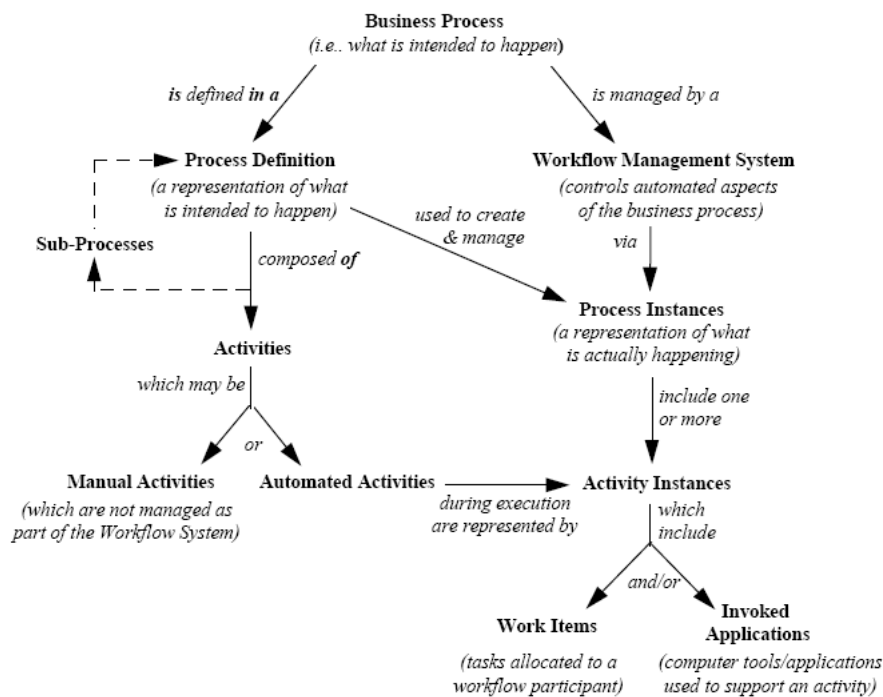 Business Process
(i.e.. what is intended to happen)
is defined in a
is managed by a
Process Definition
(a representation of what
is intended to happen)
Workflow Management System
(controls automated aspects
of the business process)
used to create
& manage
via
Sub-Processes
composed of
Process Instances
(a representation of what
is actually happening)
Activities
which may be
include one
or more
or
Manual Activities
(which are not managed as
part of the Workflow System)
Automated Activities
during execution
are represented by
Activity Instances
which
include
and/or
Work Items
(tasks allocated to a
workflow participant)
Invoked
Applications
(computer tools/applications
used to support an activity)